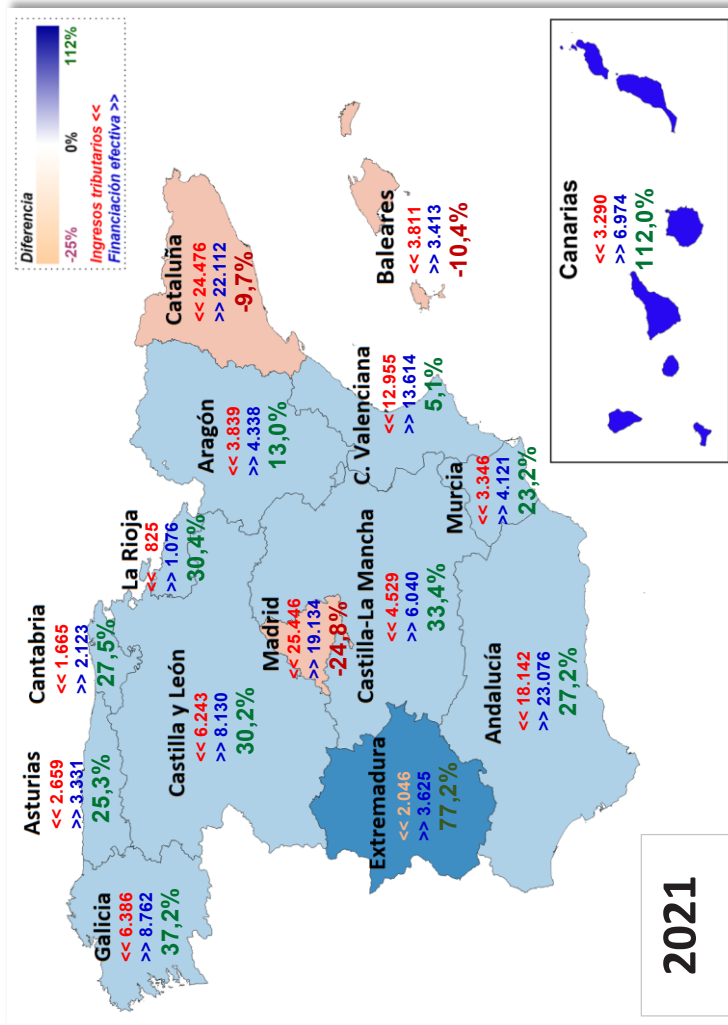 Diferencia
-25%
0%
112%
Ingresos tributarios <<
Financiación efectiva >>
Galicia
<< 6.386
>> 8.762
37,2%
Asturias
<< 2.659
>> 3.331
25,3%
Cantabria
<< 1.665
>> 2.123
27,5%
La Rioja
<< 825
>> 1.076
30,4%
Castilla y León
<< 6.243
>> 8.130
30,2%
Aragón
<< 3.839
>> 4.338
13,0%
Cataluña
<< 24.476
>> 22.112
-9,7%
Madrid
<< 25.446
>> 19.134
-24,8%
Extremadura
<< 2.046
>> 3.625
77,2%
Castilla-La Mancha
<< 4.529
>> 6.040
33,4%
C. Valenciana
<<12.955
>> 13.614
5,1%
Baleares
<< 3.811
>> 3.413
-10,4%
Andalucía
<< 18.142
>> 23.076
27,2%
Murcia
<< 3.346
>> 4.121
23,2%
Canarias
<< 3.290
>> 6.974
112,0%
2021